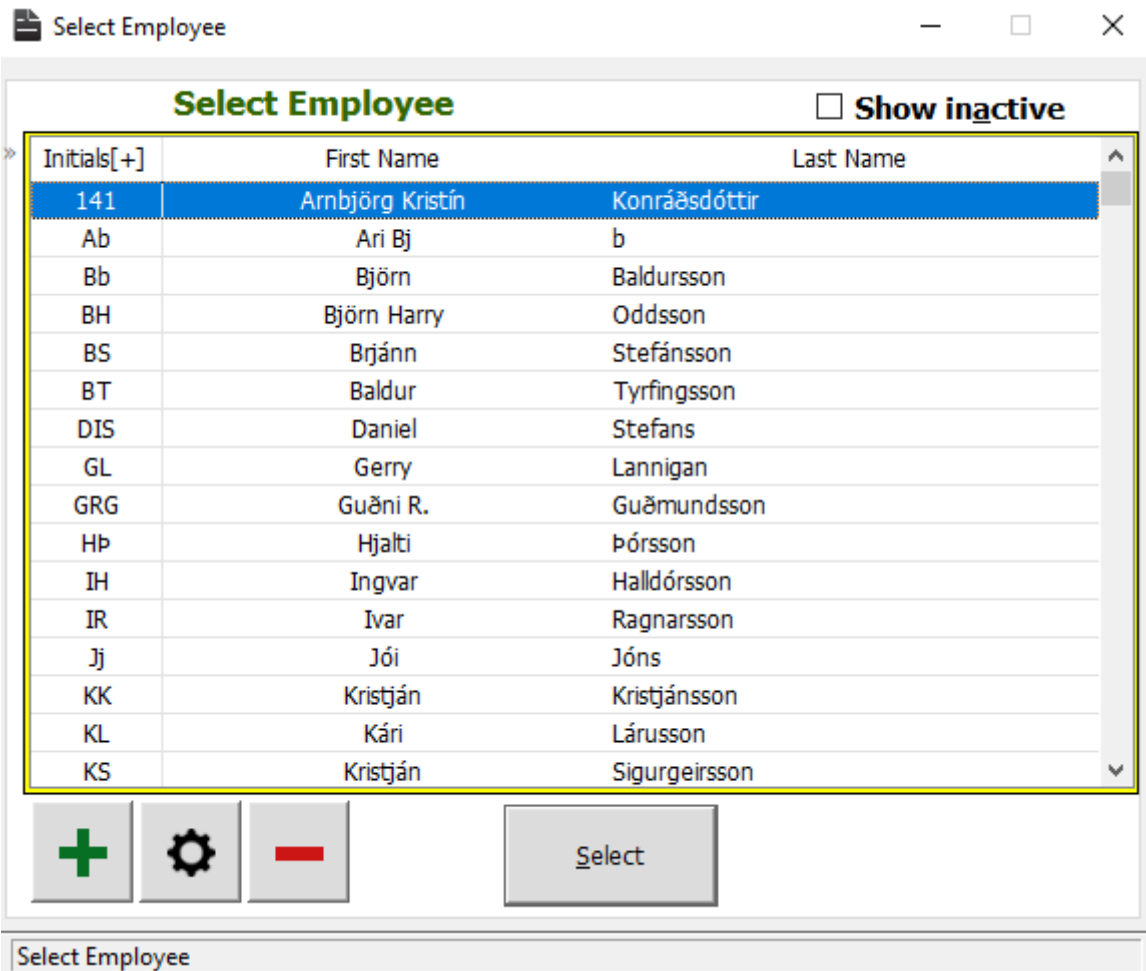 Select Employee
Select Employee Show inactive
Initials[+] First Name Last Name
141 Arnbjörg Kristín Konráðsdóttir
Ab Ari Bj b
Bb Björn Baldursson
BH Björn Harry Oddsson
BS Brjánn Stefánsson
BT Baldur Tyrfingsson
DIS Daniel Stefans
GL Gerry Lannigan
GRG Guðni R. Guðmundsson
HÞ Hjalti Þórsson
IH Ingvar Halldórsson
IR Ivar Ragnarsson
Jj Jói Jóns
KK Kristján Kristjánsson
KL Kári Lárusson
KS Kristján Sigurgeirsson
Select
Select Employee